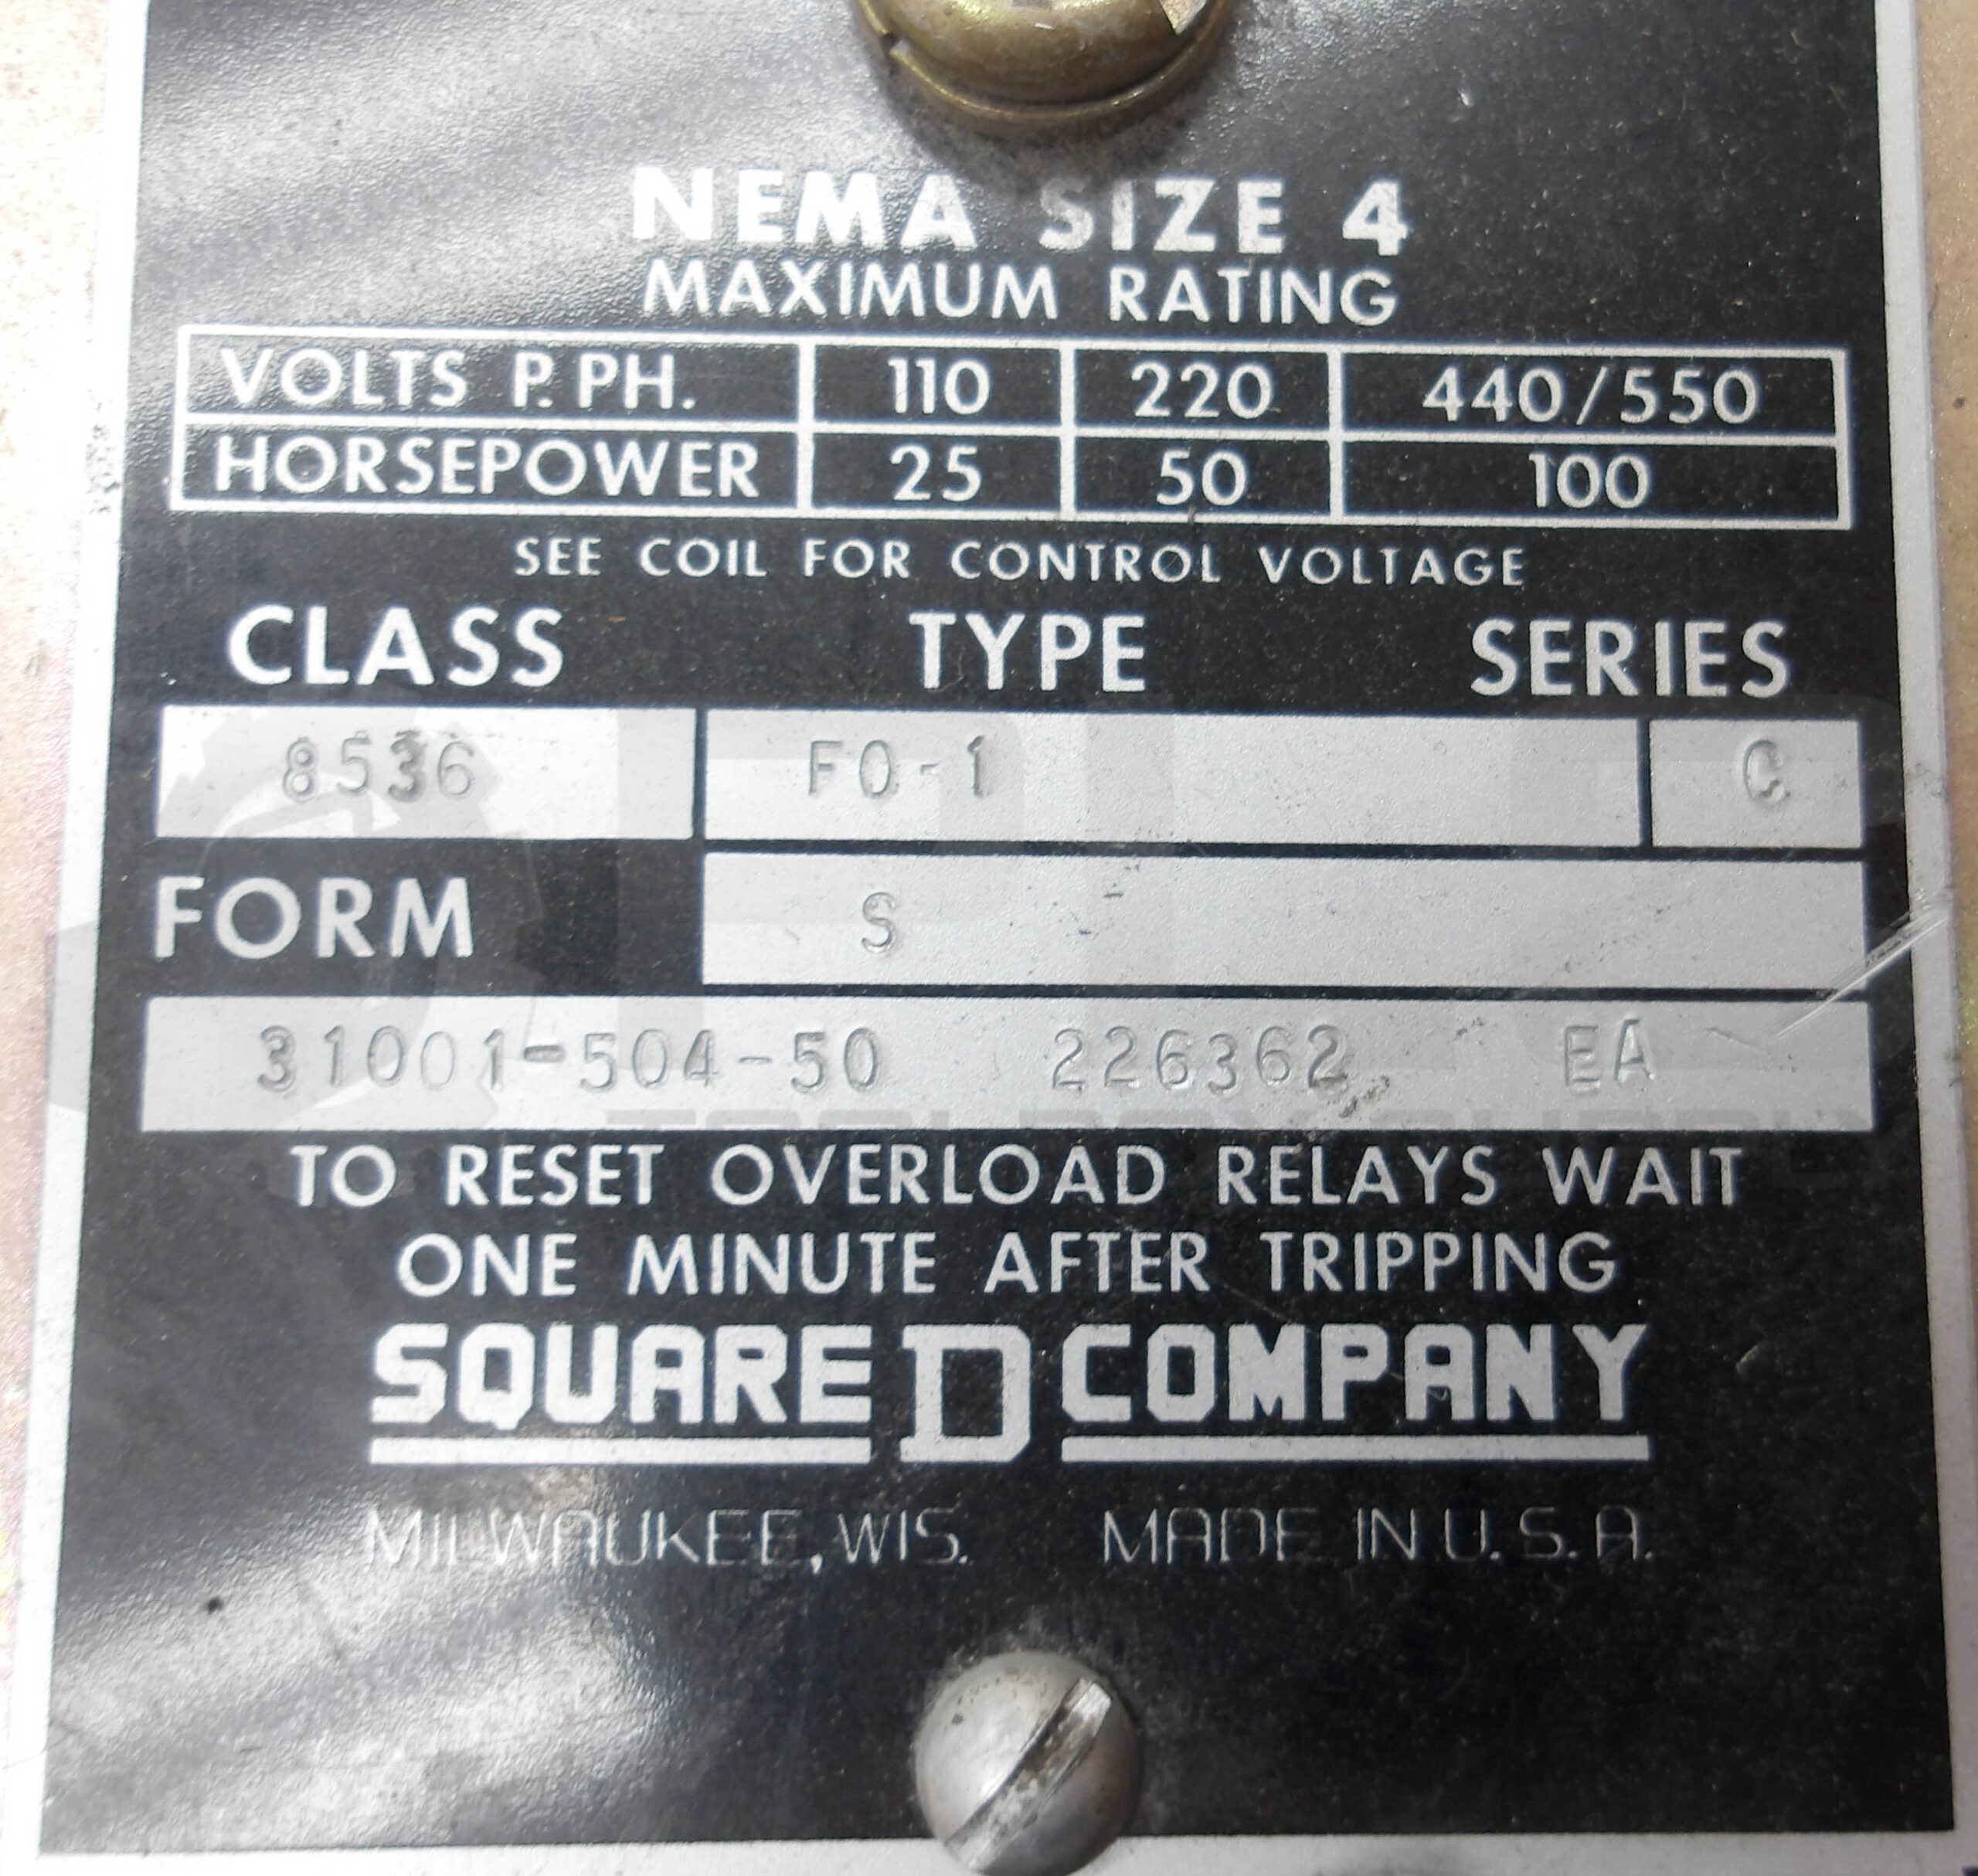 NEMA SIZE 4
MAXIMUM RATING
VOLTS P. PH. 110 220 440/550
HORSEPOWER 25 50 100
SEE COIL FOR CONTROL VOLTAGE
CLASS TYPE SERIES
8536 FO-1 C
FORM S
31001-504-50 226362 EA
TO RESET OVERLOAD RELAYS WAIT
ONE MINUTE AFTER TRIPPING
SQUARE D COMPANY
MILWAUKEE, WIS. MADE IN U.S.A.